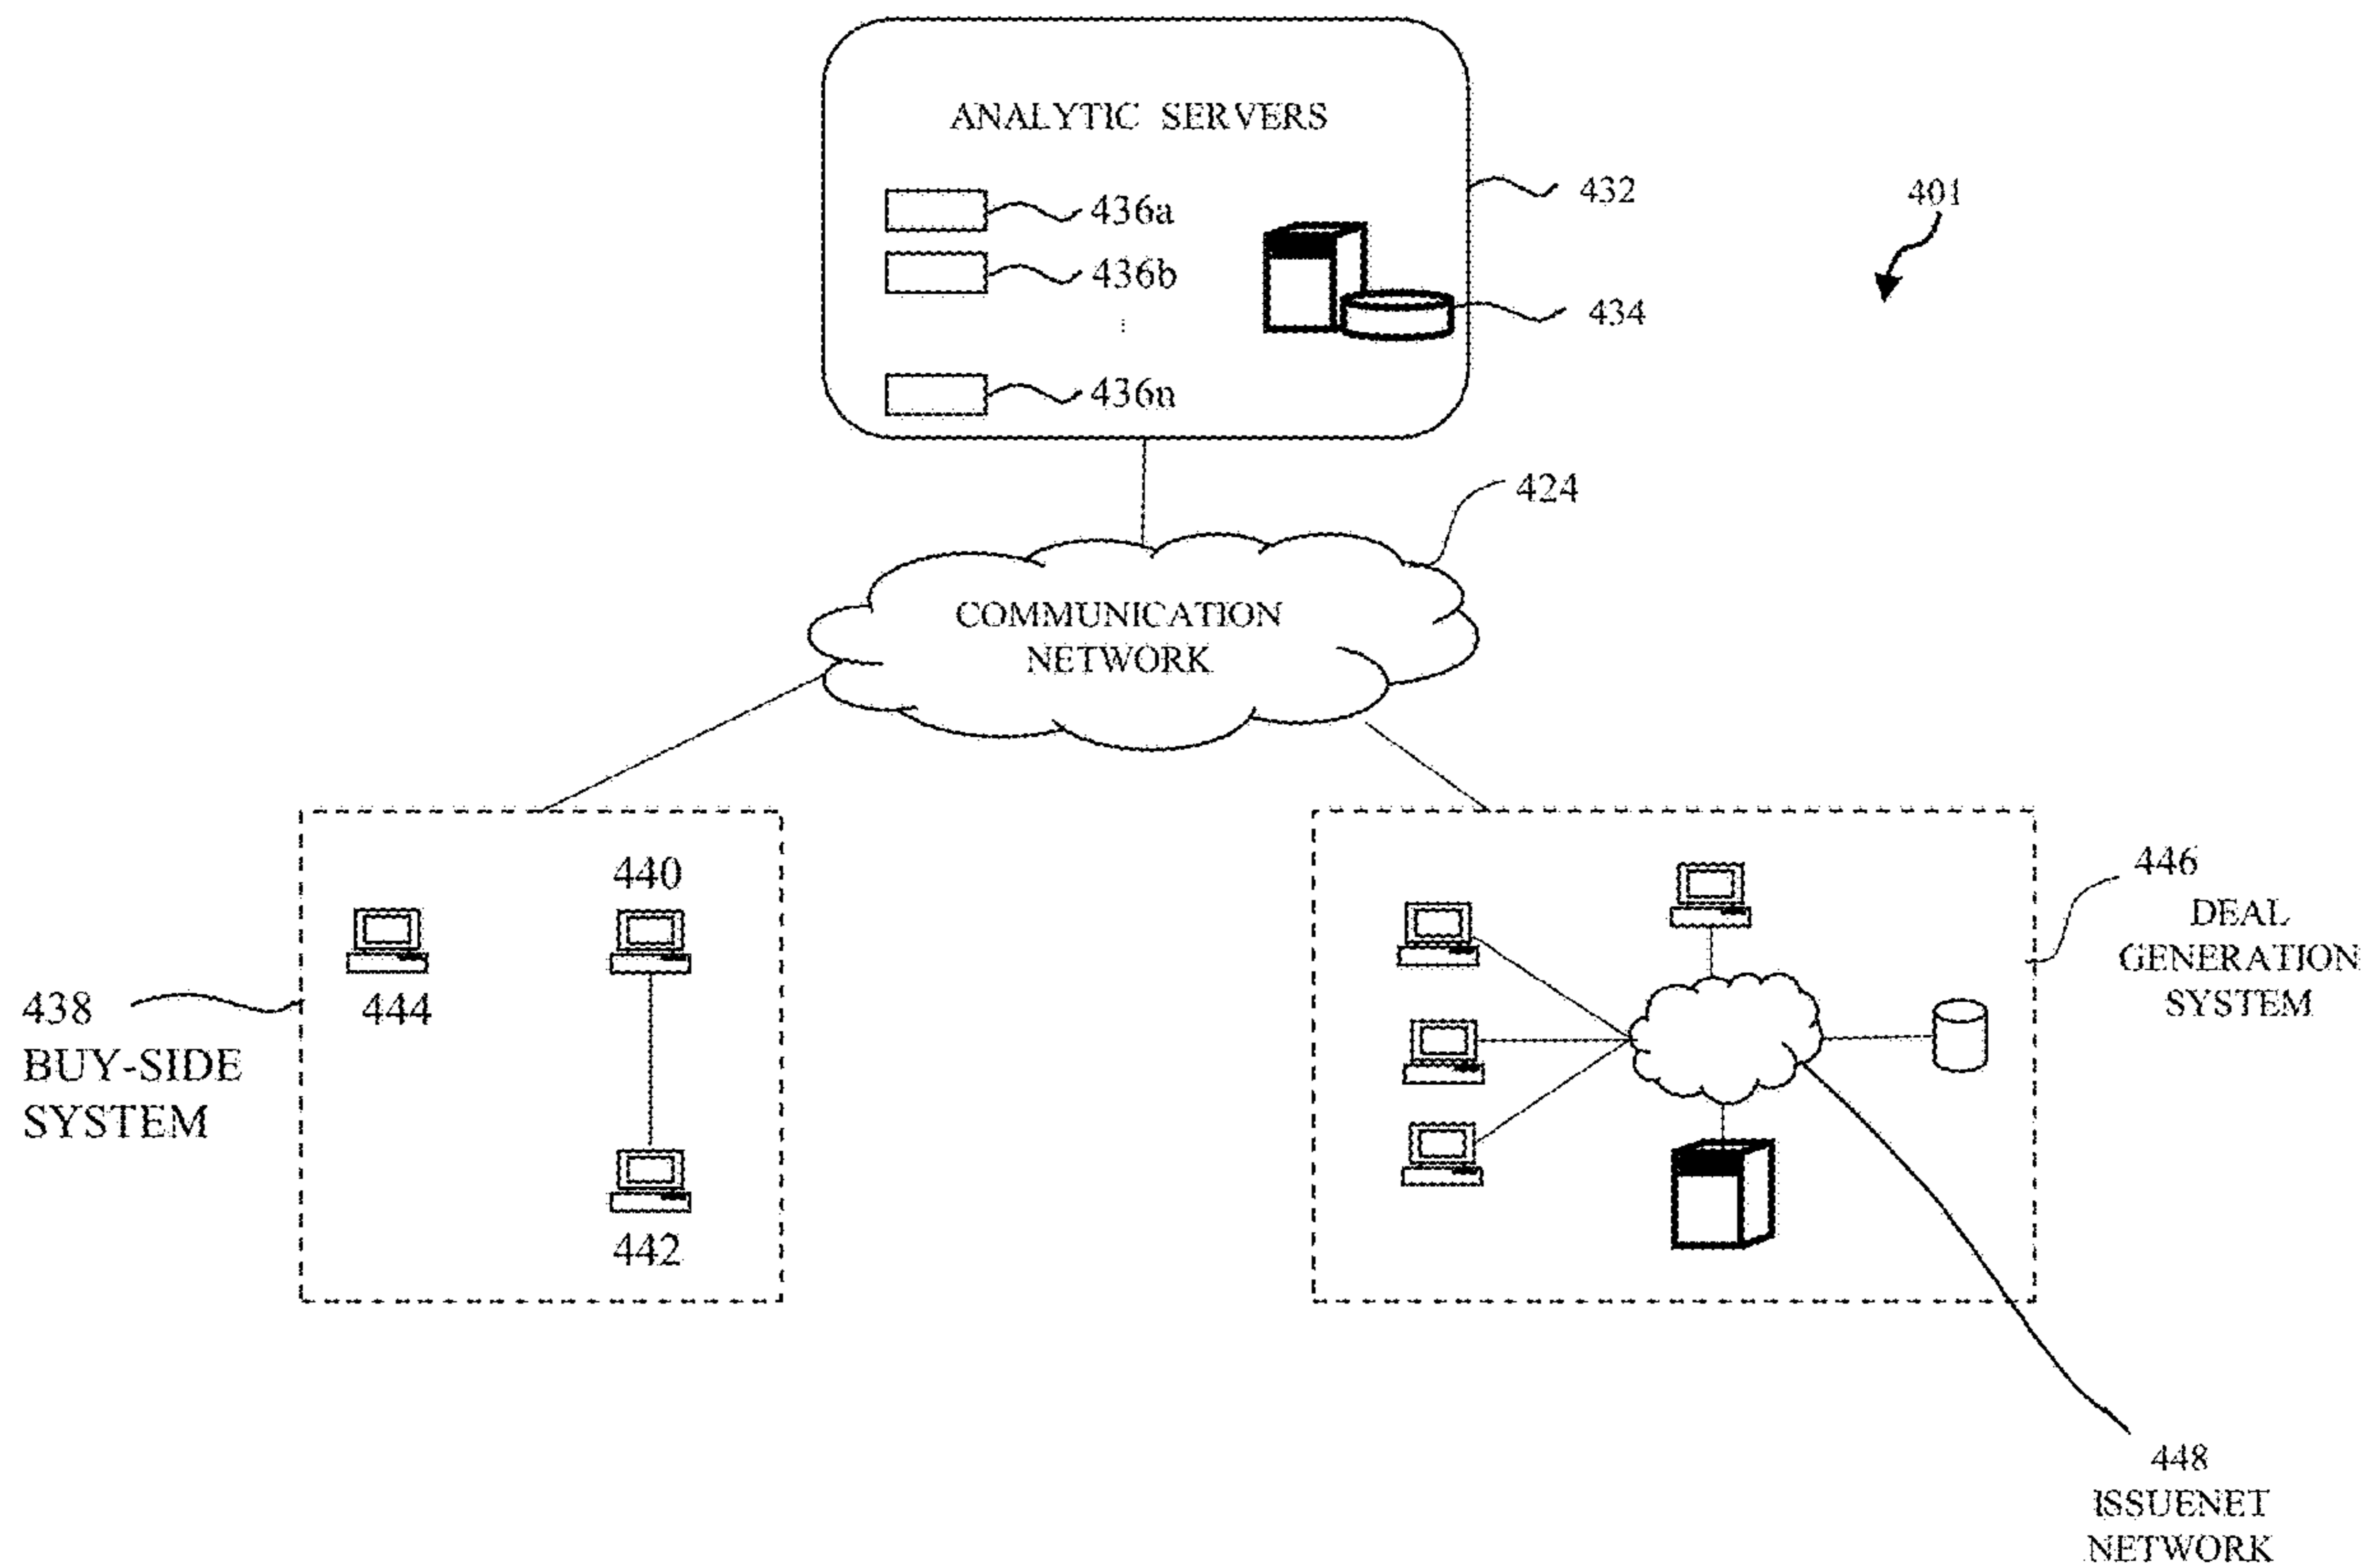 ANALYTIC SERVERS
436a
436b
⋮
436n
432
434
401
424
COMMUNICATION
NETWORK
438
BUY-SIDE
SYSTEM
440
444
442
446
DEAL
GENERATION
SYSTEM
448
ISSUENET
NETWORK